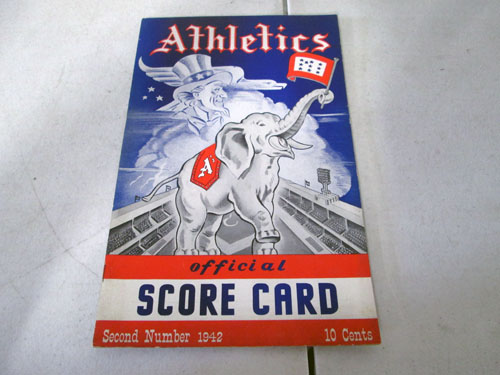 Athletics
A
official
SCORE CARD
Second Number 1942 10 Cents